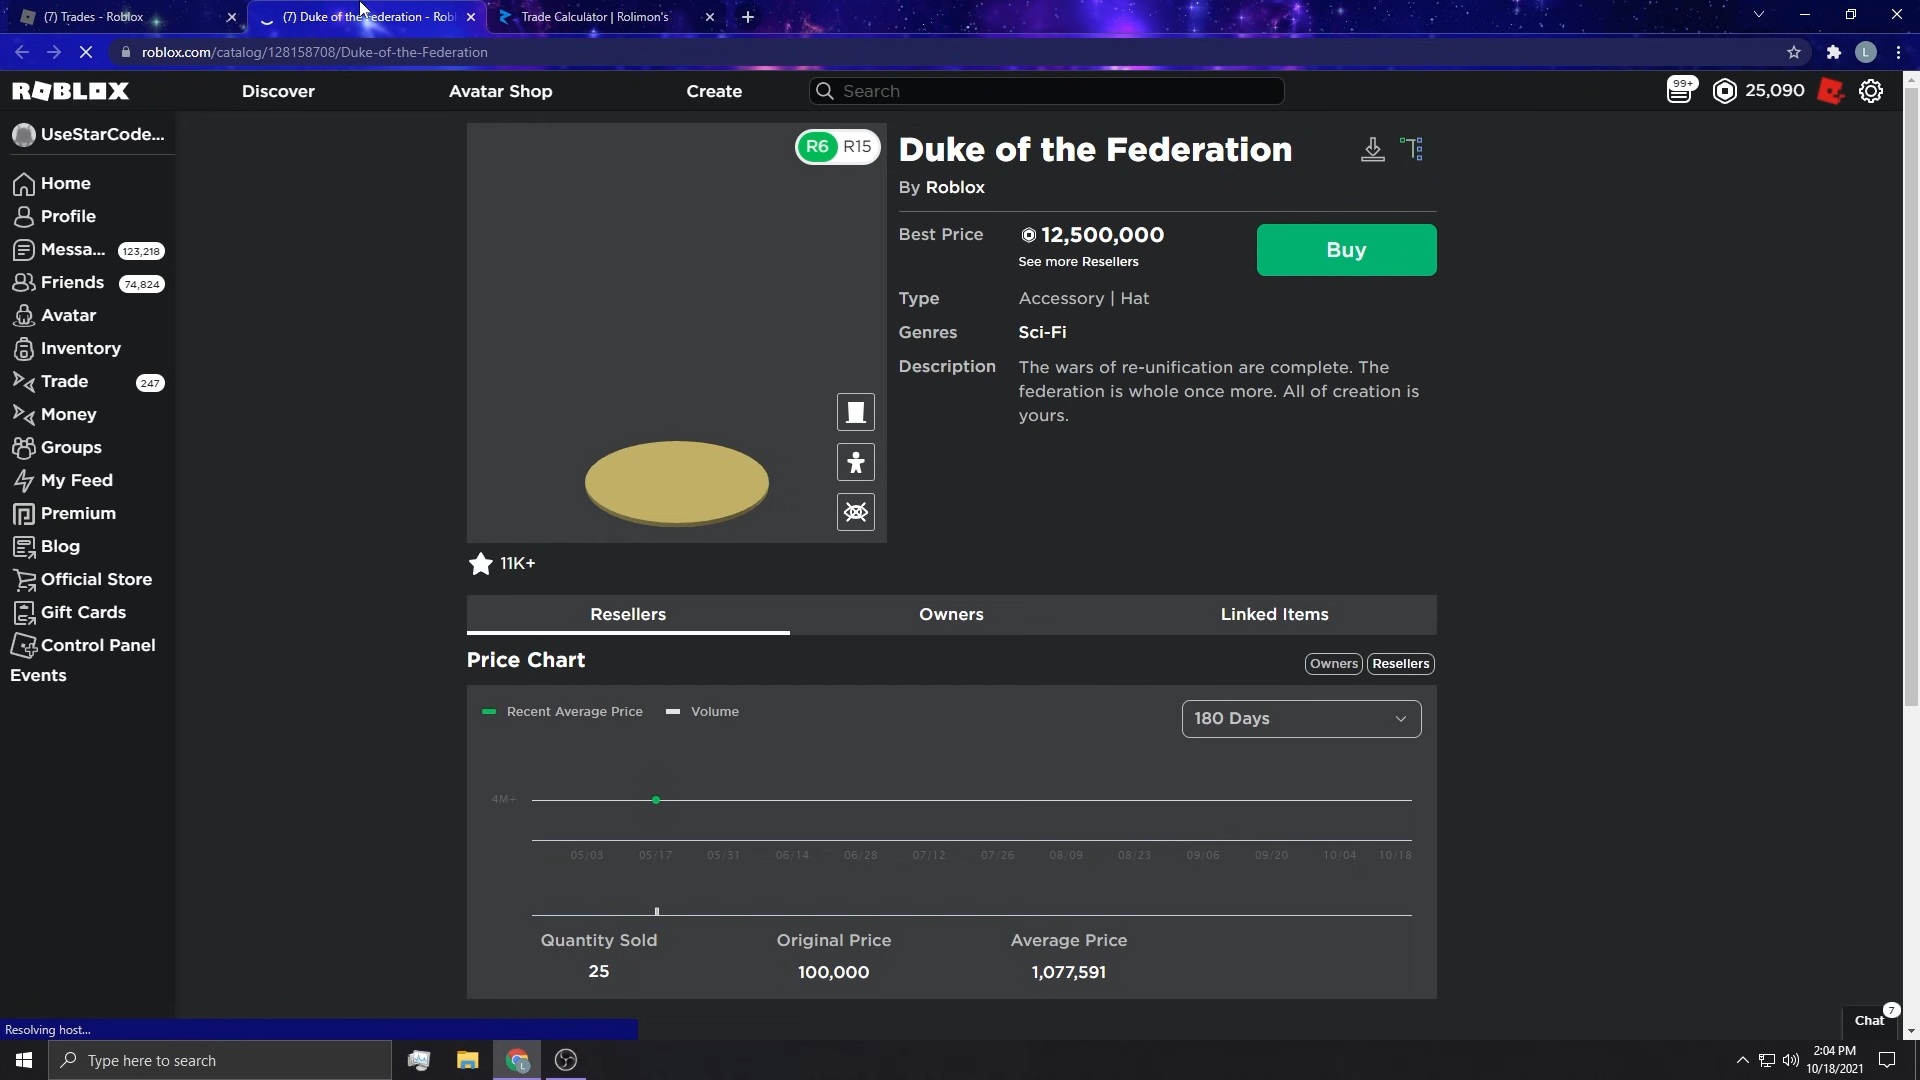 (7) Trades - Roblox
(7) Duke of the Federation - Rob
Trade Calculator | Rolimon's
roblox.com/catalog/128158708/Duke-of-the-Federation
L
ROBLOX
Discover
Avatar Shop
Create
Search
99+
25,090
UseStarCode...
Home
Profile
Messa... 123,218
Friends 74,824
Avatar
Inventory
Trade 247
Money
Groups
My Feed
Premium
Blog
Official Store
Gift Cards
Control Panel
Events
R6 R15
Duke of the Federation
By Roblox
Best Price 12,500,000
See more Resellers
Buy
Type Accessory | Hat
Genres Sci-Fi
Description The wars of re-unification are complete. The
federation is whole once more. All of creation is
yours.
11K+
Resellers Owners Linked Items
Price Chart
Owners Resellers
Recent Average Price Volume
180 Days
4M+
05/03 05/17 05/31 06/14 06/28 07/12 07/26 08/09 08/23 09/06 09/20 10/04 10/18
Quantity Sold Original Price Average Price
25 100,000 1,077,591
Chat 7
Resolving host...
Type here to search
L
2:04 PM
10/18/2021